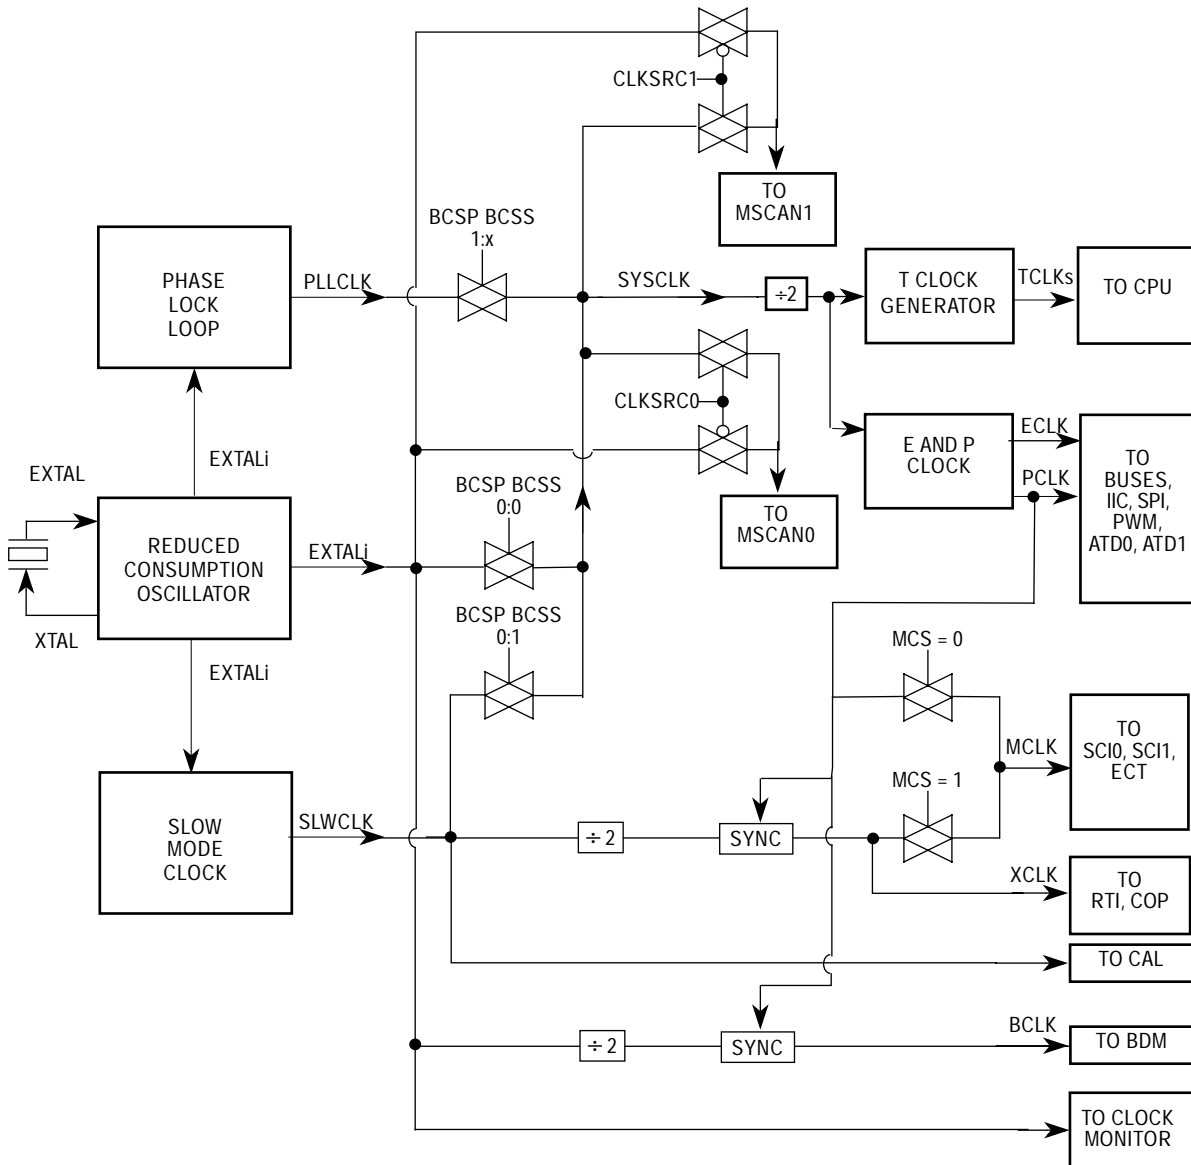 CLKSRC1
TO
MSCAN1
BCSP BCSS
1:x
PHASE
LOCK
LOOP
PLLCLK
SYSCLK
÷2
T CLOCK
GENERATOR
TCLKs
TO CPU
CLKSRC0
E AND P
CLOCK
ECLK
PCLK
TO
BUSES,
IIC, SPI,
PWM,
ATD0, ATD1
EXTALi
EXTAL
BCSP BCSS
0:0
TO
MSCAN0
REDUCED
CONSUMPTION
OSCILLATOR
EXTALi
XTAL
BCSP BCSS
0:1
EXTALi
MCS = 0
TO
SCI0, SCI1,
ECT
MCLK
MCS = 1
SLOW
MODE
CLOCK
SLWCLK
÷ 2
SYNC
XCLK
TO
RTI, COP
TO CAL
÷ 2
SYNC
BCLK
TO BDM
TO CLOCK
MONITOR